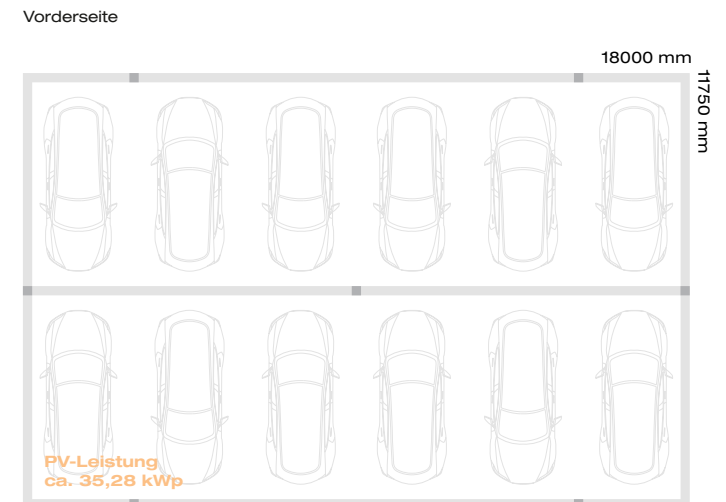 Vorderseite
18000 mm
11750 mm
PV-Leistung
ca. 35,28 kWp